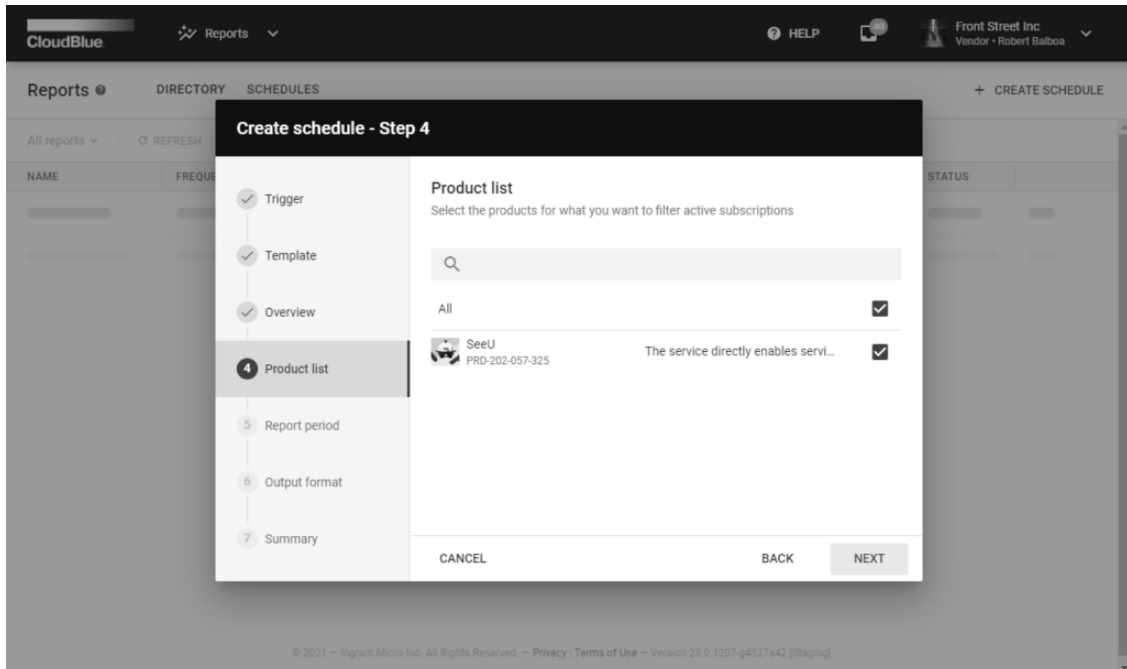 CloudBlue
Reports
HELP
40
Front Street Inc
Vendor • Robert Balboa
Reports
DIRECTORY
SCHEDULES
+ CREATE SCHEDULE
All reports
REFRESH
NAME
FREQUE
STATUS
Create schedule - Step 4
Trigger
Template
Overview
4 Product list
5 Report period
6 Output format
7 Summary
Product list
Select the products for what you want to filter active subscriptions
All
SeeU
PRD-202-057-325
The service directly enables servi...
CANCEL
BACK
NEXT
© 2021 — Ingram Micro Inc. All Rights Reserved. — Privacy | Terms of Use — Version 23.0.1207-g4527a42 [Staging]